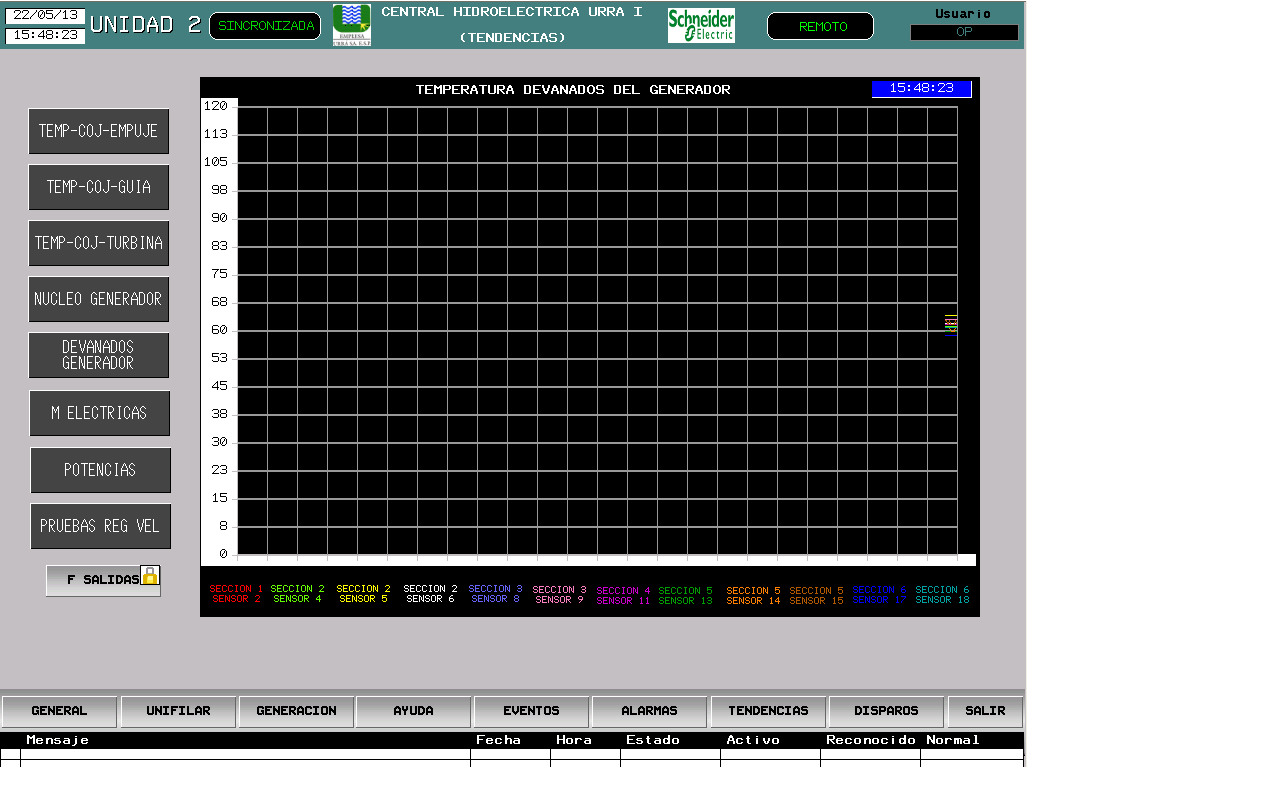 22/05/13
15:48:23
UNIDAD 2
SINCRONIZADA
EMPRESA
URRÁ S.A. E.S.P.
CENTRAL HIDROELECTRICA URRA I
(TENDENCIAS)
Schneider
Electric
REMOTO
Usuario
OP
TEMP-COJ-EMPUJE
TEMP-COJ-GUIA
TEMP-COJ-TURBINA
NUCLEO GENERADOR
DEVANADOS
GENERADOR
M ELECTRICAS
POTENCIAS
PRUEBAS REG VEL
F SALIDAS
TEMPERATURA DEVANADOS DEL GENERADOR
15:48:23
120
113
105
98
90
83
75
68
60
53
45
38
30
23
15
8
0
SECCION 1
SENSOR 2
SECCION 2
SENSOR 4
SECCION 2
SENSOR 5
SECCION 2
SENSOR 6
SECCION 3
SENSOR 8
SECCION 3
SENSOR 9
SECCION 4
SENSOR 11
SECCION 5
SENSOR 13
SECCION 5
SENSOR 14
SECCION 5
SENSOR 15
SECCION 6
SENSOR 17
SECCION 6
SENSOR 18
GENERAL
UNIFILAR
GENERACION
AYUDA
EVENTOS
ALARMAS
TENDENCIAS
DISPAROS
SALIR
Mensaje Fecha Hora Estado Activo Reconocido Normal